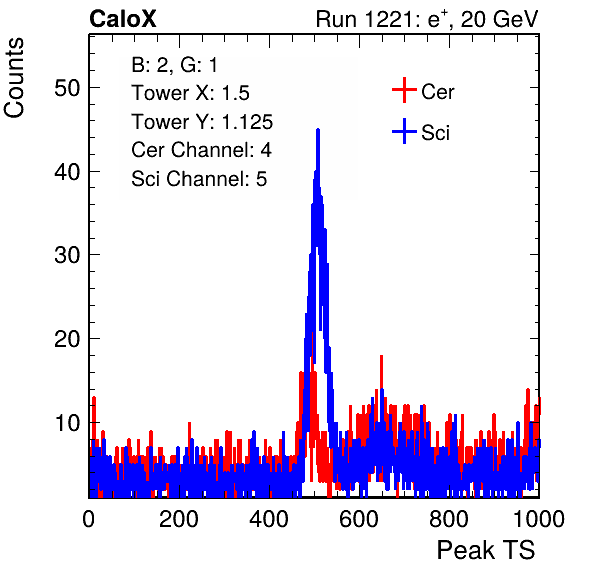 CaloX Run 1221: e+, 20 GeV
Counts
B: 2, G: 1
Tower X: 1.5
Tower Y: 1.125
Cer Channel: 4
Sci Channel: 5
Cer
Sci
50
40
30
20
10
0 200 400 600 800 1000
Peak TS